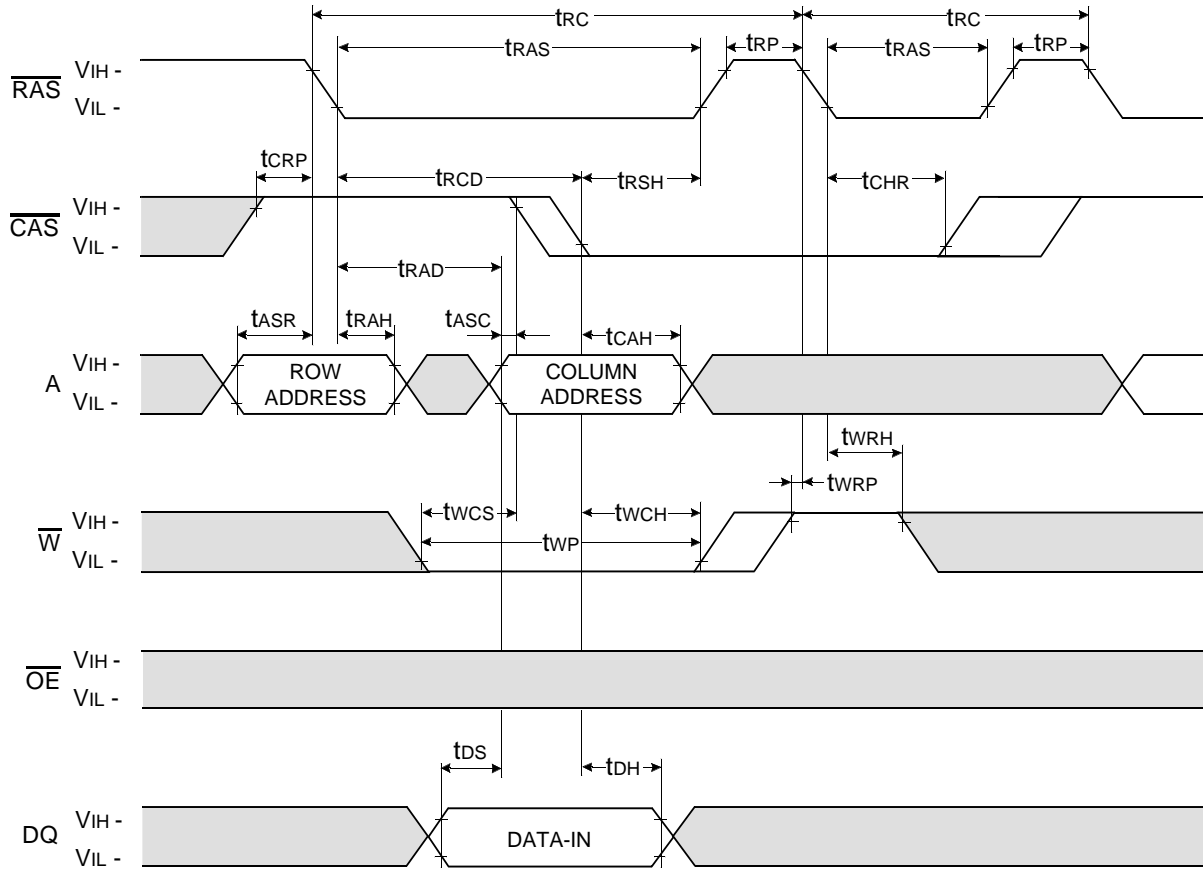 tRC tRC
tRAS tRP tRAS tRP
RAS VIH -
VIL -
tCRP tRCD tRSH tCHR
CAS VIH -
VIL -
tRAD
tASR tRAH tASC tCAH
A VIH -
VIL -
ROW
ADDRESS
COLUMN
ADDRESS
tWRH
tWRP
tWCS tWCH
W VIH -
VIL -
tWP
OE VIH -
VIL -
tDS tDH
DQ VIH -
VIL -
DATA-IN